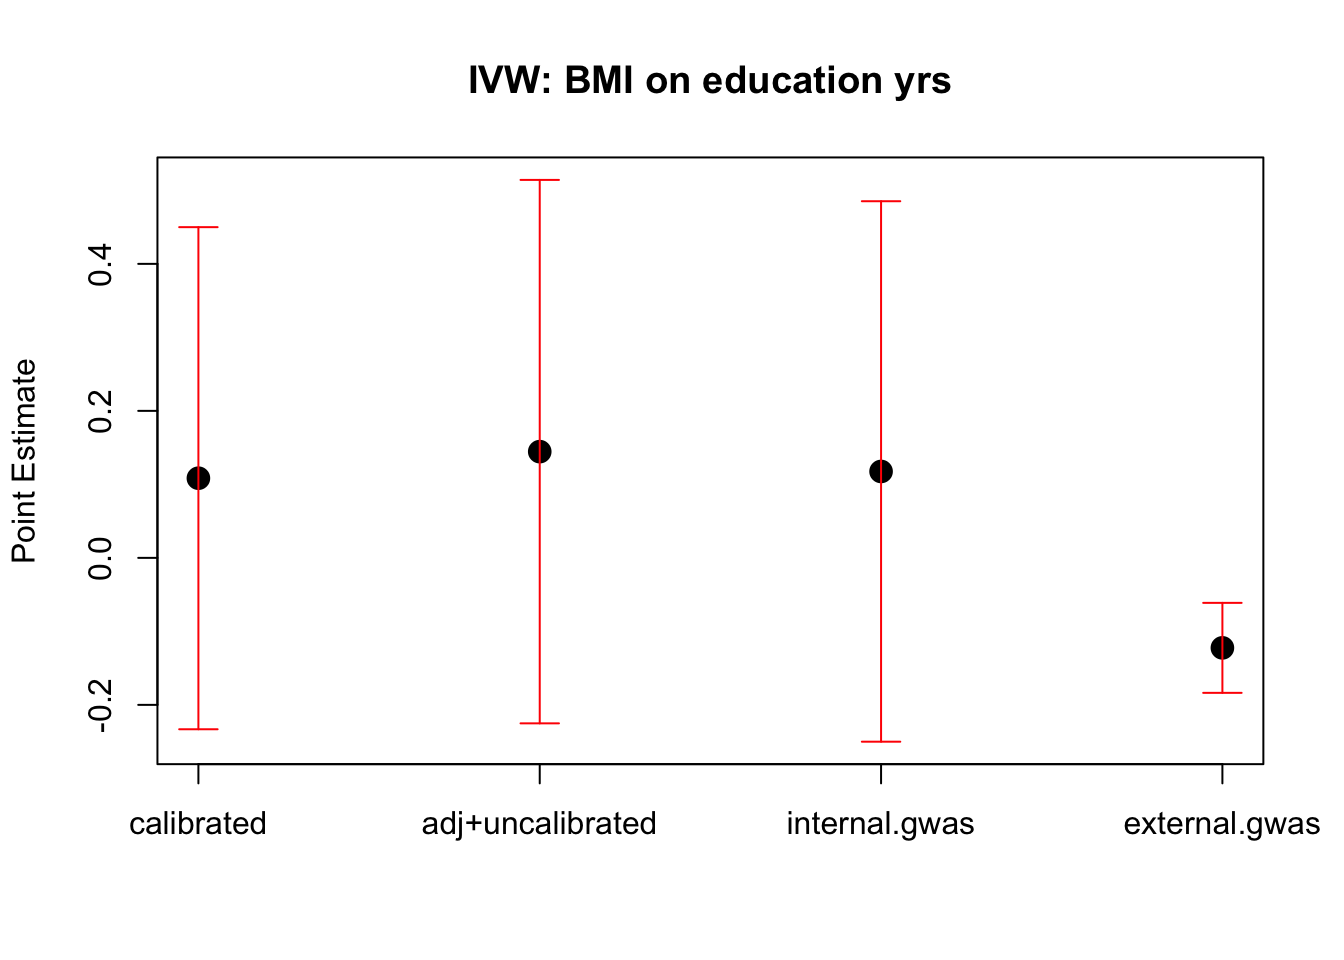 IVW: BMI on education yrs
Point Estimate
0.4
0.2
0.0
-0.2
calibrated
adj+uncalibrated
internal.gwas
external.gwas